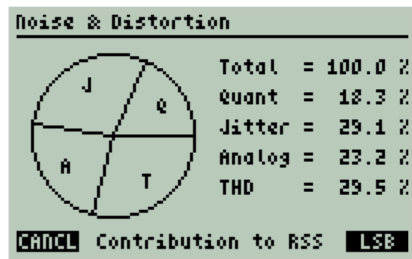 Noise & Distortion
J
Q
A
T
Total = 100.0 %
Quant = 18.3 %
Jitter = 29.1 %
Analog = 23.2 %
THD = 29.5 %
CANCL Contribution to RSS LSB